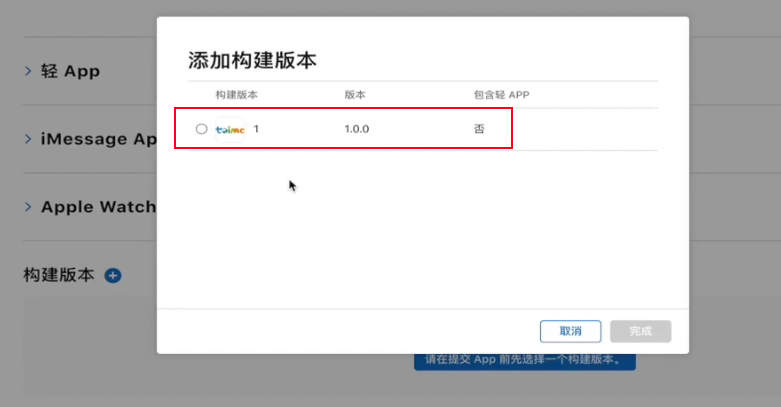 添加构建版本
构建版本 版本 包含轻 APP
taimc 1 1.0.0 否
取消 完成
轻 App
iMessage Ap
Apple Watch
构建版本
请在提交 App 前先选择一个构建版本。